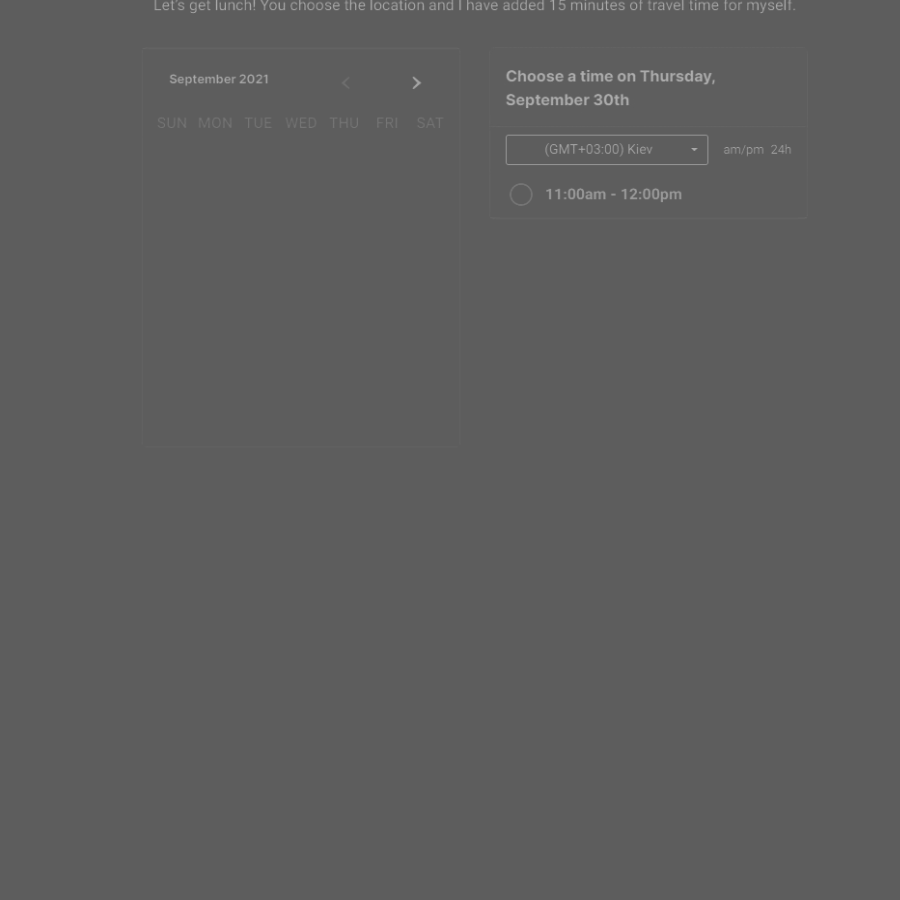 Let's get lunch! You choose the location and I have added 15 minutes of travel time for myself.
September 2021
SUN MON TUE WED THU FRI SAT
Choose a time on Thursday,
September 30th
(GMT+03:00) Kiev
am/pm 24h
11:00am - 12:00pm